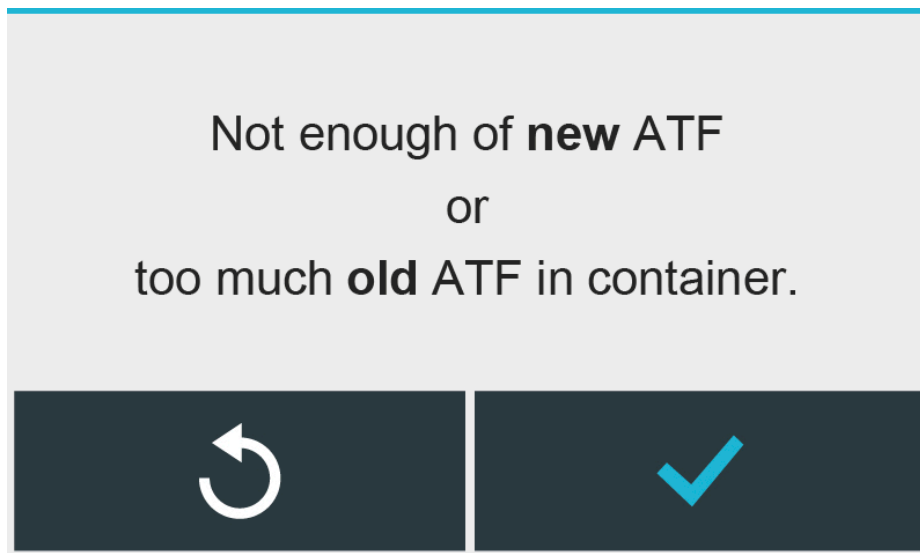 Not enough of new ATF
or
too much old ATF in container.